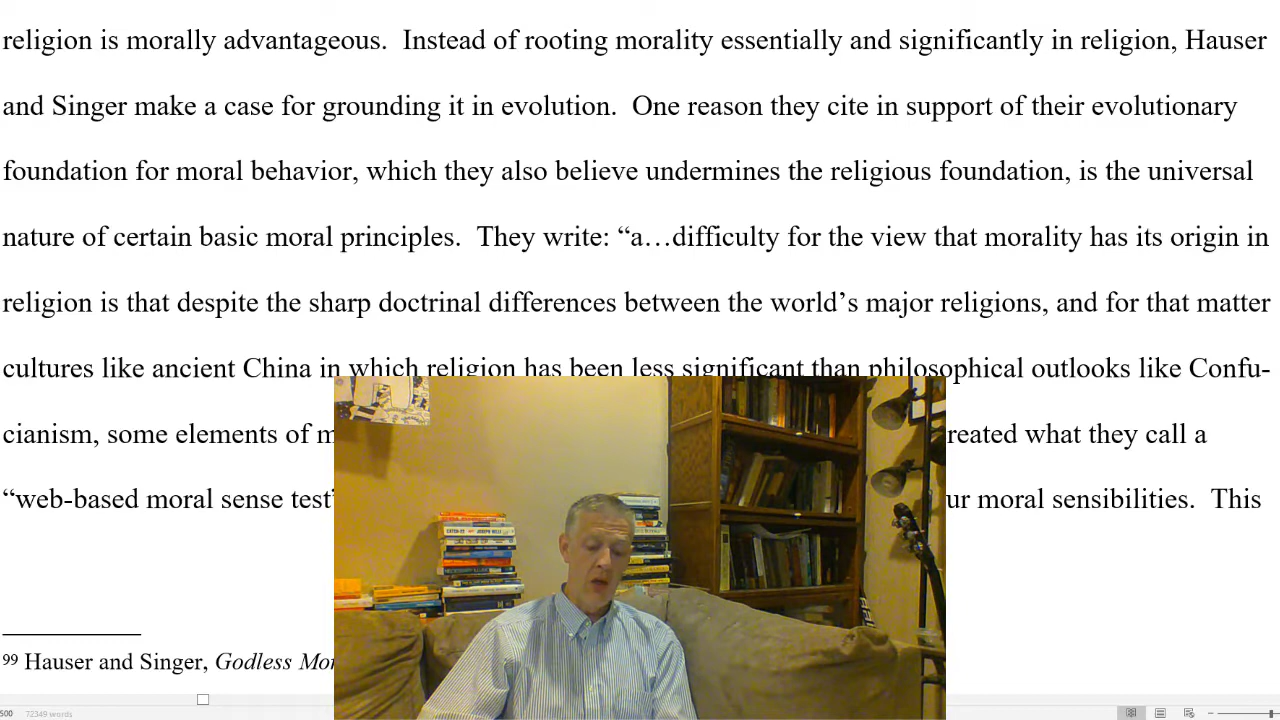 religion is morally advantageous.  Instead of rooting morality essentially and significantly in religion, Hauser
and Singer make a case for grounding it in evolution.  One reason they cite in support of their evolutionary
foundation for moral behavior, which they also believe undermines the religious foundation, is the universal
nature of certain basic moral principles.  They write: “a…difficulty for the view that morality has its origin in
religion is that despite the sharp doctrinal differences between the world’s major religions, and for that matter
cultures like ancient China in which religion has been less significant than philosophical outlooks like Confu-
cianism, some elements of m reated what they call a
“web-based moral sense test” ur moral sensibilities.  This
99 Hauser and Singer, Godless Mor
500 72349 words